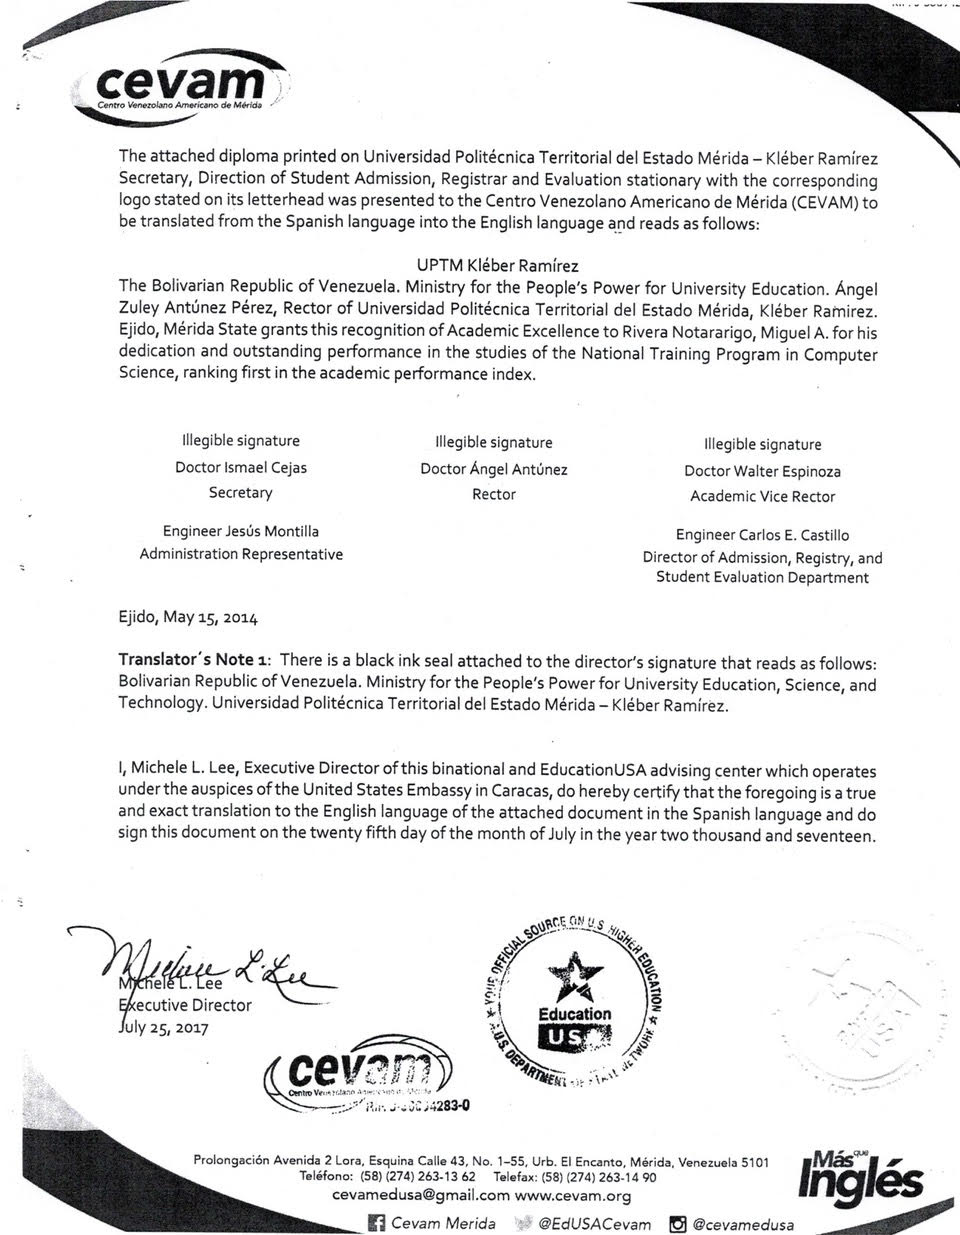 cevam
Centro Venezolano Americano de Mérida
The attached diploma printed on Universidad Politécnica Territorial del Estado Mérida – Kléber Ramírez
Secretary, Direction of Student Admission, Registrar and Evaluation stationary with the corresponding
logo stated on its letterhead was presented to the Centro Venezolano Americano de Mérida (CEVAM) to
be translated from the Spanish language into the English language and reads as follows:
UPTM Kléber Ramírez
The Bolivarian Republic of Venezuela. Ministry for the People's Power for University Education. Ángel
Zuley Antúnez Pérez, Rector of Universidad Politécnica Territorial del Estado Mérida, Kléber Ramirez.
Ejido, Mérida State grants this recognition of Academic Excellence to Rivera Notararigo, Miguel A. for his
dedication and outstanding performance in the studies of the National Training Program in Computer
Science, ranking first in the academic performance index.
Illegible signature Illegible signature Illegible signature
Doctor Ismael Cejas Doctor Ángel Antúnez Doctor Walter Espinoza
Secretary Rector Academic Vice Rector
Engineer Jesús Montilla Engineer Carlos E. Castillo
Administration Representative Director of Admission, Registry, and
Student Evaluation Department
Ejido, May 15, 2014
Translator´s Note 1: There is a black ink seal attached to the director's signature that reads as follows:
Bolivarian Republic of Venezuela. Ministry for the People's Power for University Education, Science, and
Technology. Universidad Politécnica Territorial del Estado Mérida – Kléber Ramírez.
I, Michele L. Lee, Executive Director of this binational and EducationUSA advising center which operates
under the auspices of the United States Embassy in Caracas, do hereby certify that the foregoing is a true
and exact translation to the English language of the attached document in the Spanish language and do
sign this document on the twenty fifth day of the month of July in the year two thousand and seventeen.
Michele L. Lee
Michele L. Lee
Executive Director
July 25, 2017
YOUR OFFICIAL SOURCE ON U.S. HIGHER EDUCATION
Education
USA
U.S. DEPARTMENT OF STATE NETWORK
USA
cevam
Centro Venezolano Americano de Mérida
Prolongación Avenida 2 Lora, Esquina Calle 43, No. 1-55, Urb. El Encanto, Mérida, Venezuela 5101
Teléfono: (58) (274) 263-13 62 Telefax: (58) (274) 263-14 90
cevamedusa@gmail.com www.cevam.org
Cevam Merida @EdUSACevam @cevamedusa
Más que
Inglés